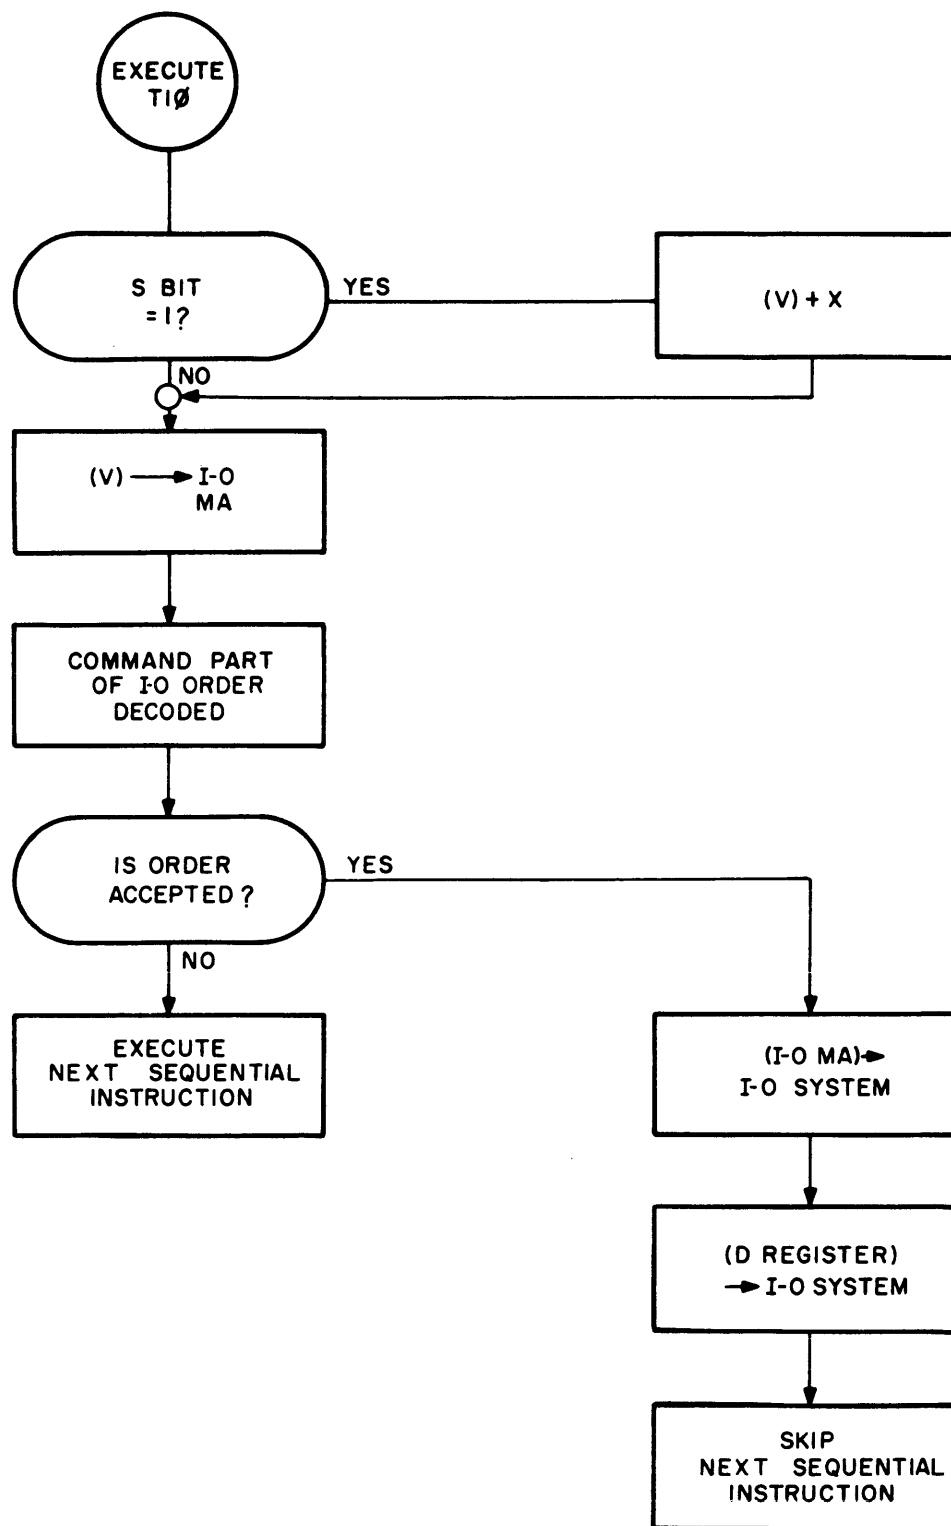 EXECUTE
TIØ
S BIT
= I?
YES
(V) + X
NO
(V) → I-O
MA
COMMAND PART
OF I-O ORDER
DECODED
IS ORDER
ACCEPTED?
YES
NO
EXECUTE
NEXT SEQUENTIAL
INSTRUCTION
(I-O MA)→
I-O SYSTEM
(D REGISTER)
→ I-O SYSTEM
SKIP
NEXT SEQUENTIAL
INSTRUCTION